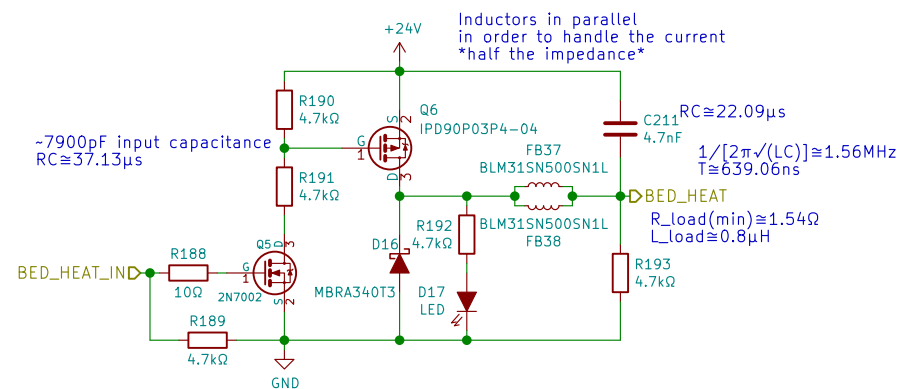 Inductors in parallel
in order to handle the current
*half the impedance*
+24V
R190
4.7kΩ
Q6
S
2
G
1
IPD90P03P4-04
D
3
C211
4.7nF
RC≅22.09µs
~7900pF input capacitance
RC≅37.13µs
1/[2π√(LC)]≅1.56MHz
T≅639.06ns
FB37
BLM31SN500SN1L
R191
4.7kΩ
BED_HEAT
BLM31SN500SN1L
FB38
R_load(min)≅1.54Ω
L_load≅0.8µH
R192
4.7kΩ
D16
MBRA340T3
D17
LED
R193
4.7kΩ
Q5
D
3
G
1
S
2
2N7002
BED_HEAT_IN
R188
10Ω
R189
4.7kΩ
GND